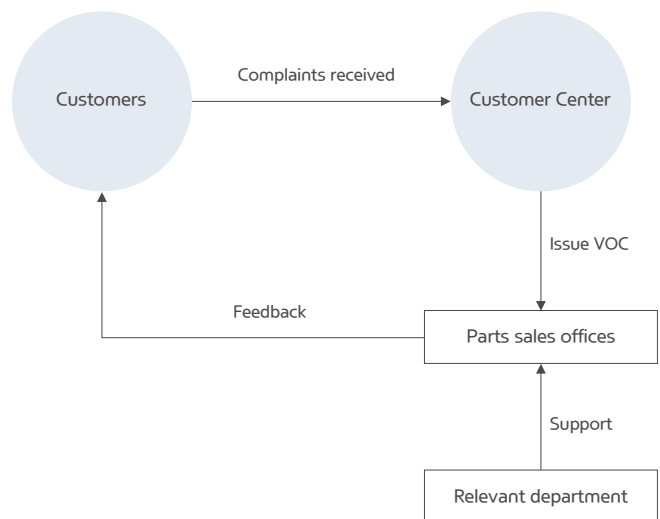 Complaints received
Customers
Customer Center
Issue VOC
Feedback
Parts sales offices
Support
Relevant department